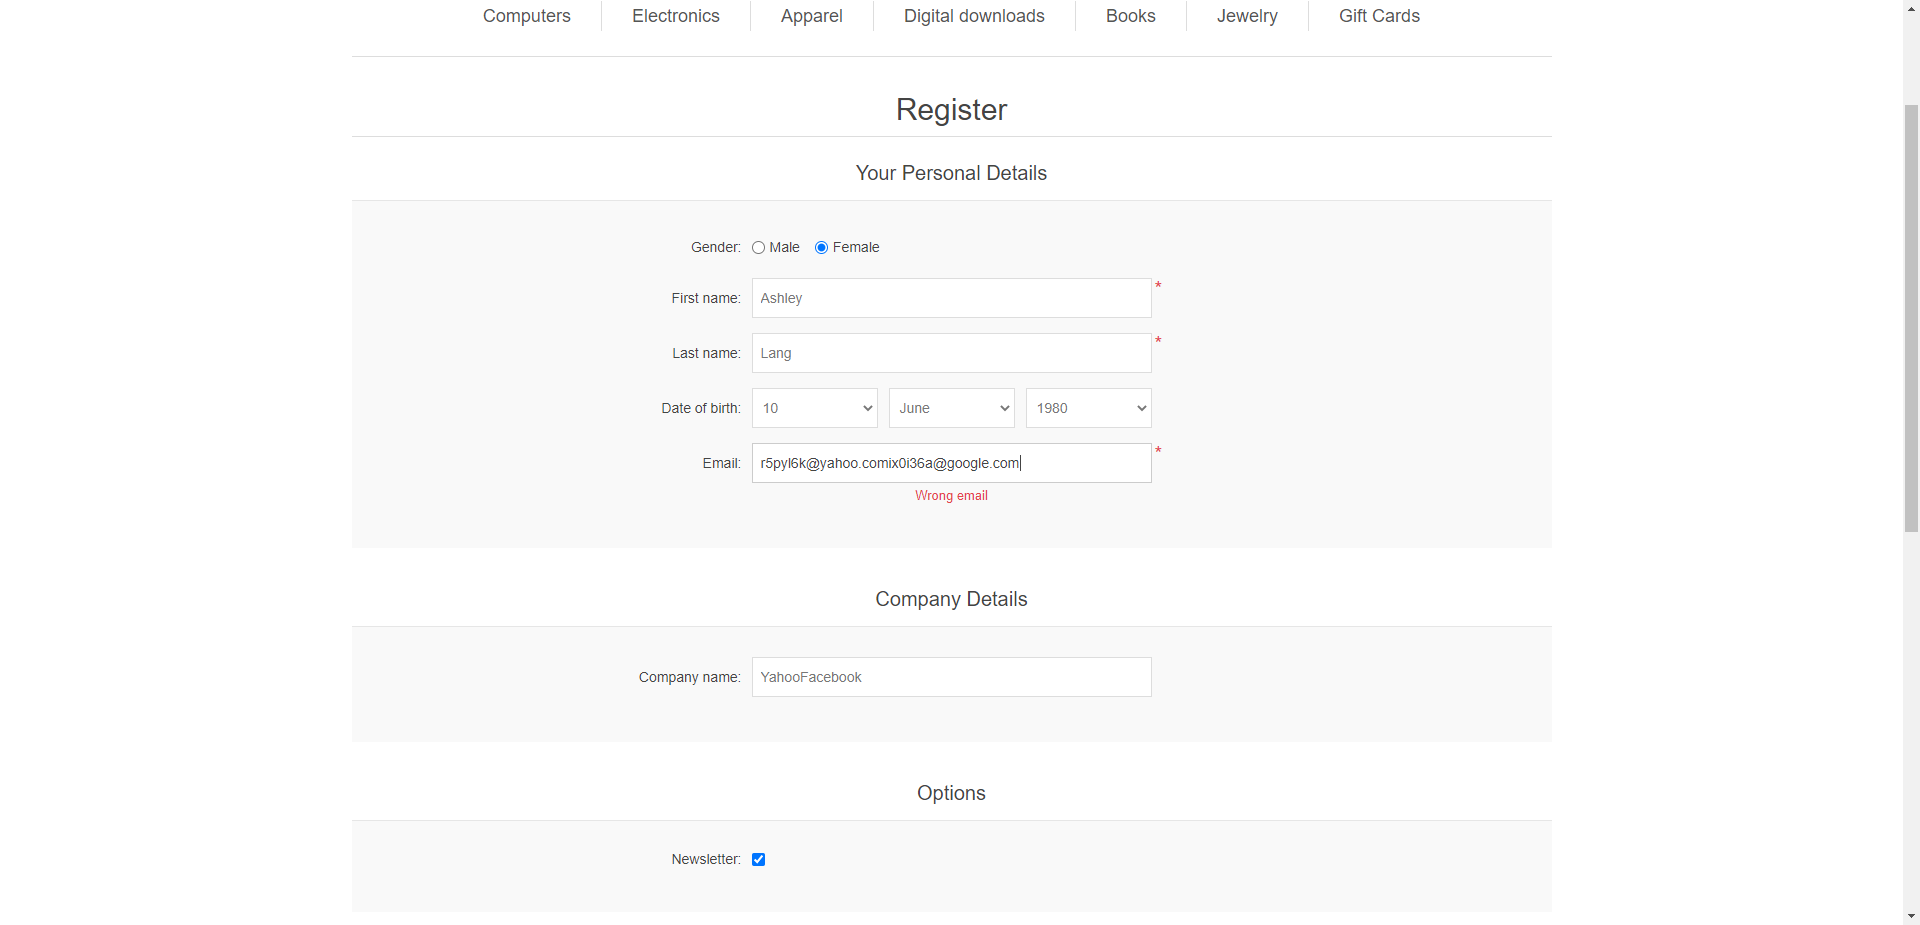 Computers Electronics Apparel Digital downloads Books Jewelry Gift Cards
Register
Your Personal Details
Gender: Male Female
First name: Ashley *
Last name: Lang *
Date of birth: 10 June 1980
Email: r5pyl6k@yahoo.comix0i36a@google.com *
Wrong email
Company Details
Company name: YahooFacebook
Options
Newsletter: